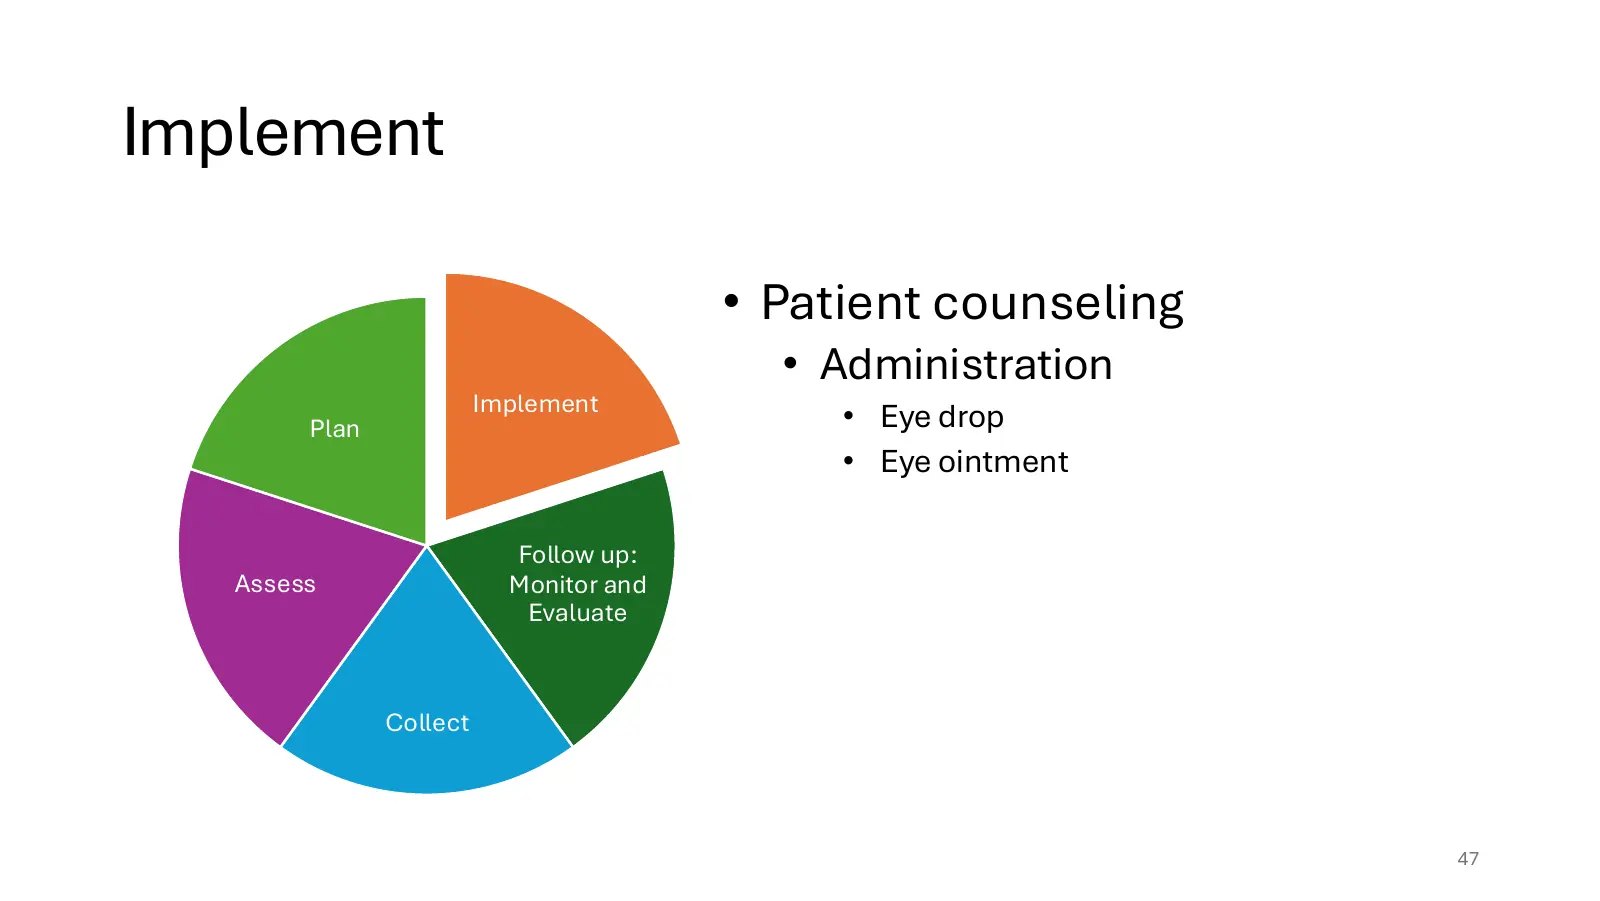 Implement
Implement
Plan
Assess
Collect
Follow up:
Monitor and
Evaluate
• Patient counseling
• Administration
• Eye drop
• Eye ointment
47